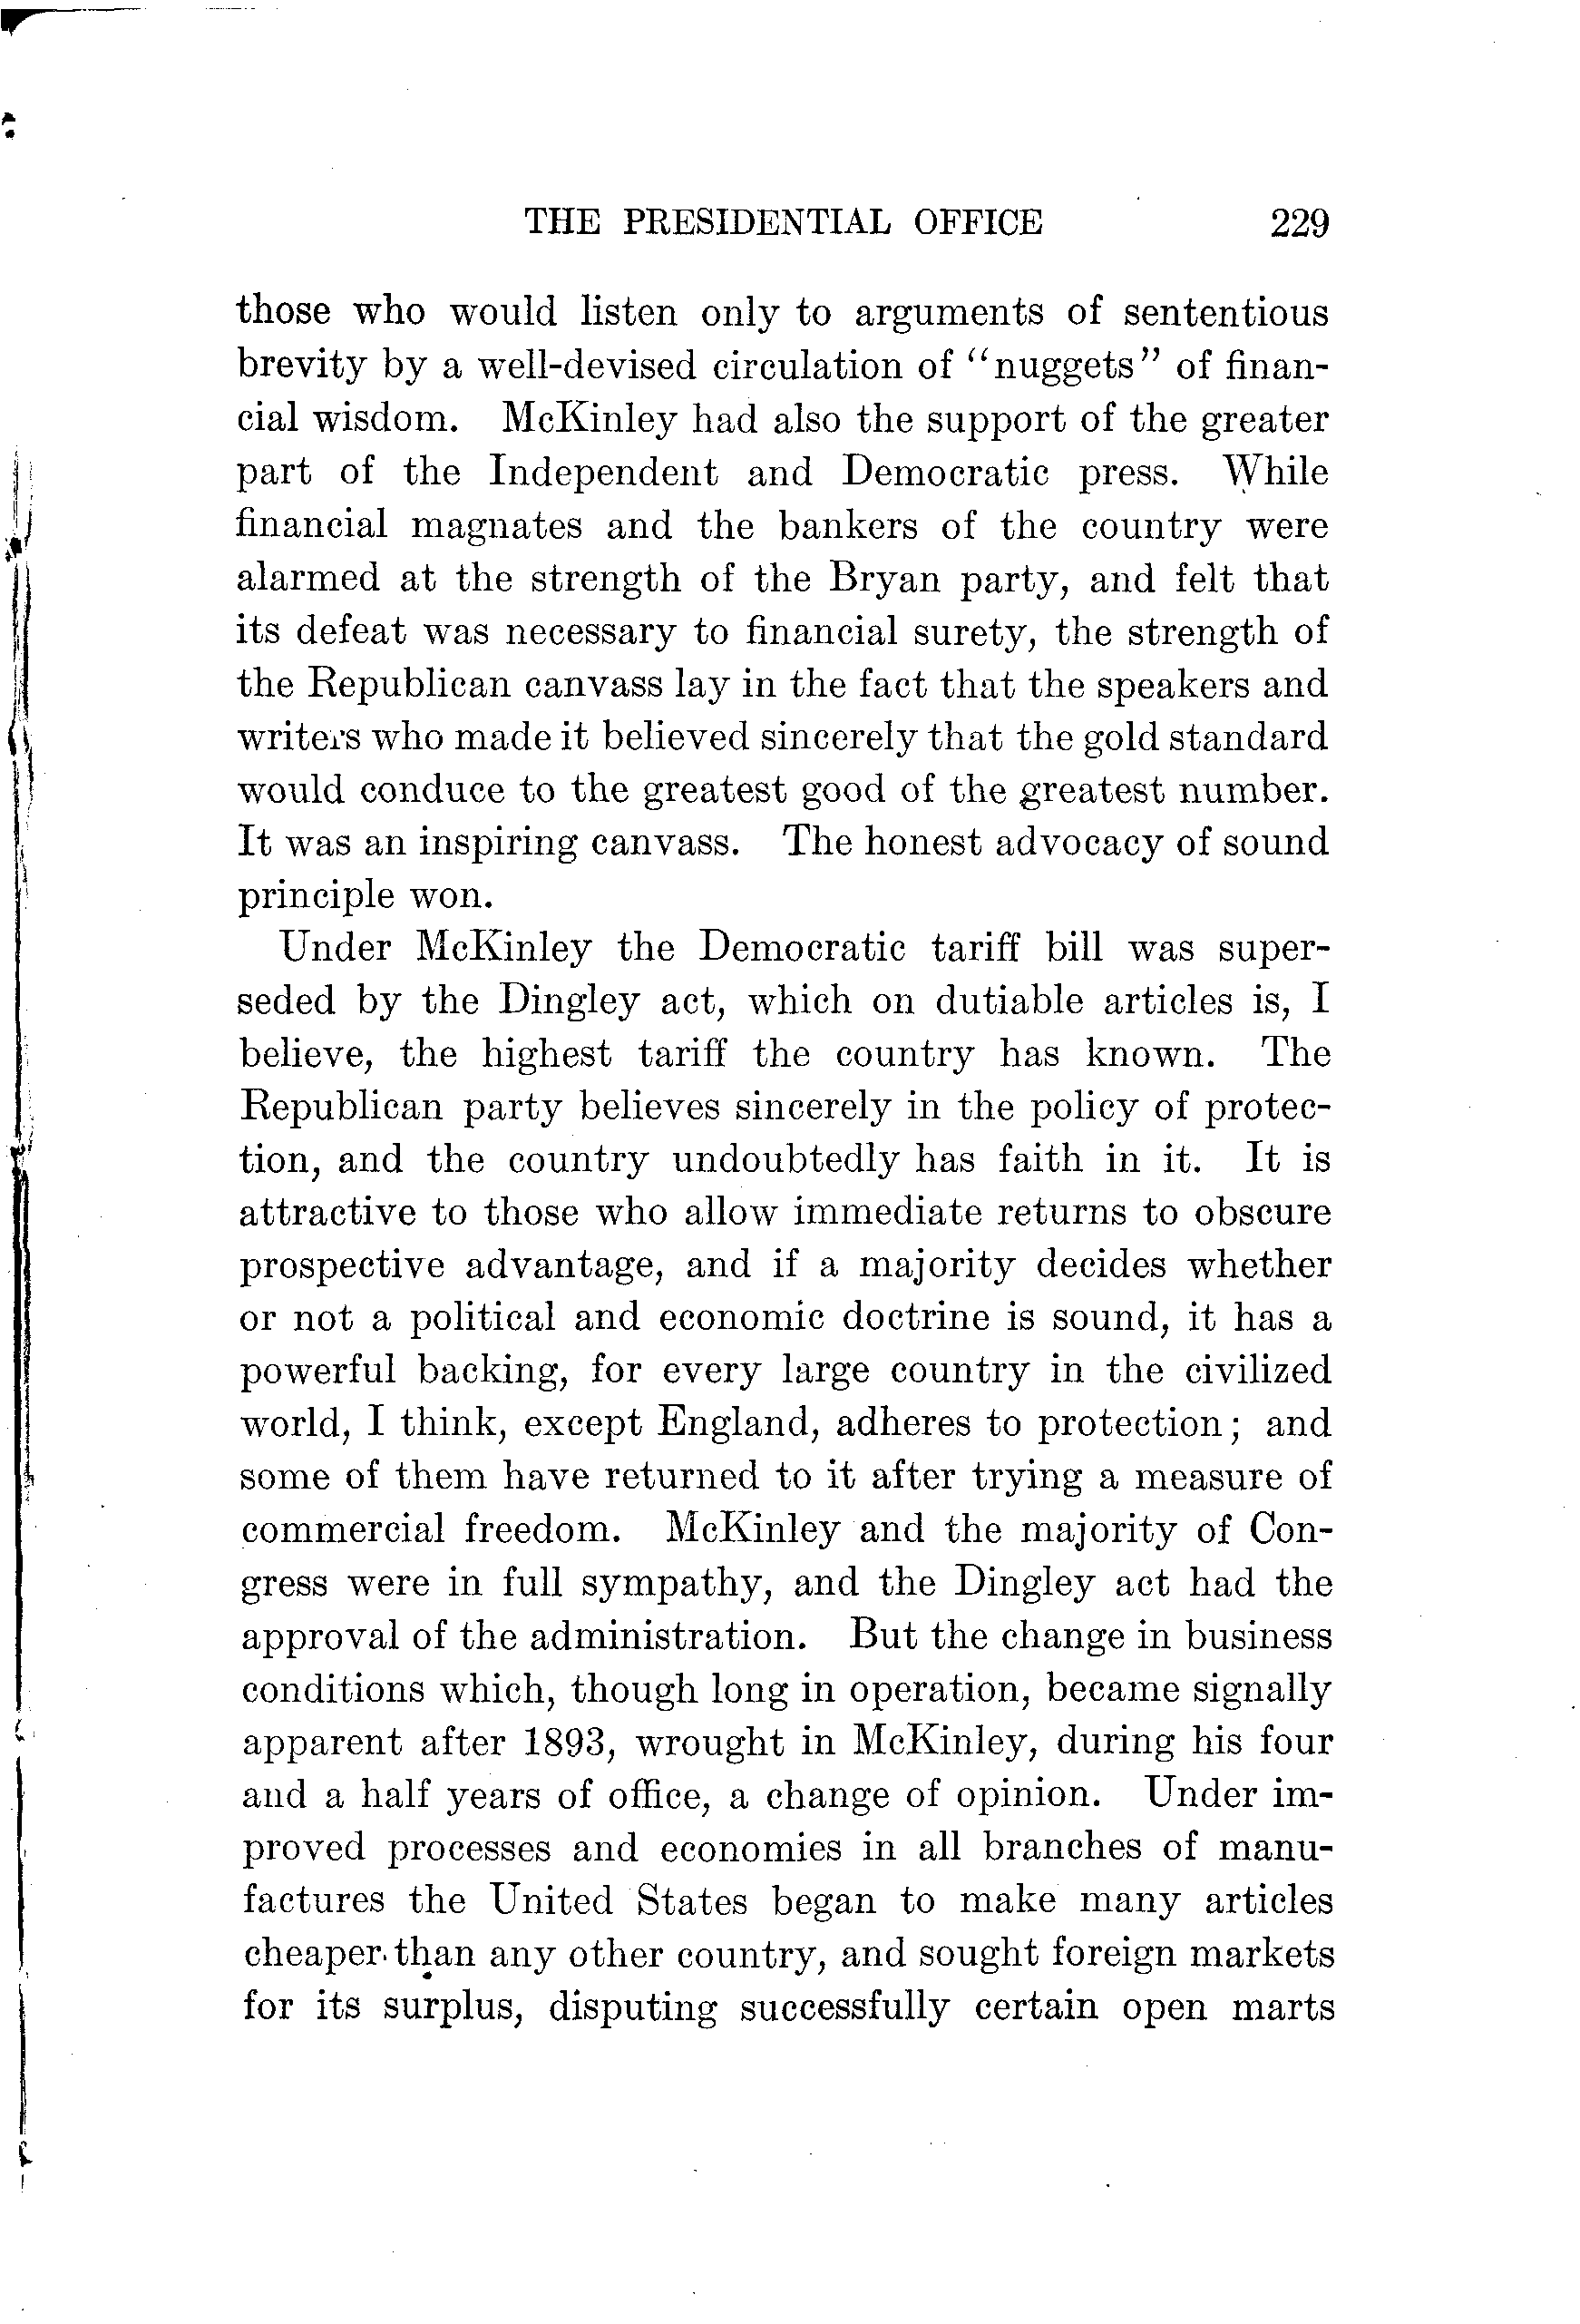 THE PRESIDENTIAL OFFICE 229
those who would listen only to arguments of sententious
brevity by a well-devised circulation of "nuggets" of finan-
cial wisdom. McKinley had also the support of the greater
part of the Independent and Democratic press. While
financial magnates and the bankers of the country were
alarmed at the strength of the Bryan party, and felt that
its defeat was necessary to financial surety, the strength of
the Republican canvass lay in the fact that the speakers and
writers who made it believed sincerely that the gold standard
would conduce to the greatest good of the greatest number.
It was an inspiring canvass. The honest advocacy of sound
principle won.
Under McKinley the Democratic tariff bill was super-
seded by the Dingley act, which on dutiable articles is, I
believe, the highest tariff the country has known. The
Republican party believes sincerely in the policy of protec-
tion, and the country undoubtedly has faith in it. It is
attractive to those who allow immediate returns to obscure
prospective advantage, and if a majority decides whether
or not a political and economic doctrine is sound, it has a
powerful backing, for every large country in the civilized
world, I think, except England, adheres to protection; and
some of them have returned to it after trying a measure of
commercial freedom. McKinley and the majority of Con-
gress were in full sympathy, and the Dingley act had the
approval of the administration. But the change in business
conditions which, though long in operation, became signally
apparent after 1893, wrought in McKinley, during his four
and a half years of office, a change of opinion. Under im-
proved processes and economies in all branches of manu-
factures the United States began to make many articles
cheaper than any other country, and sought foreign markets
for its surplus, disputing successfully certain open marts